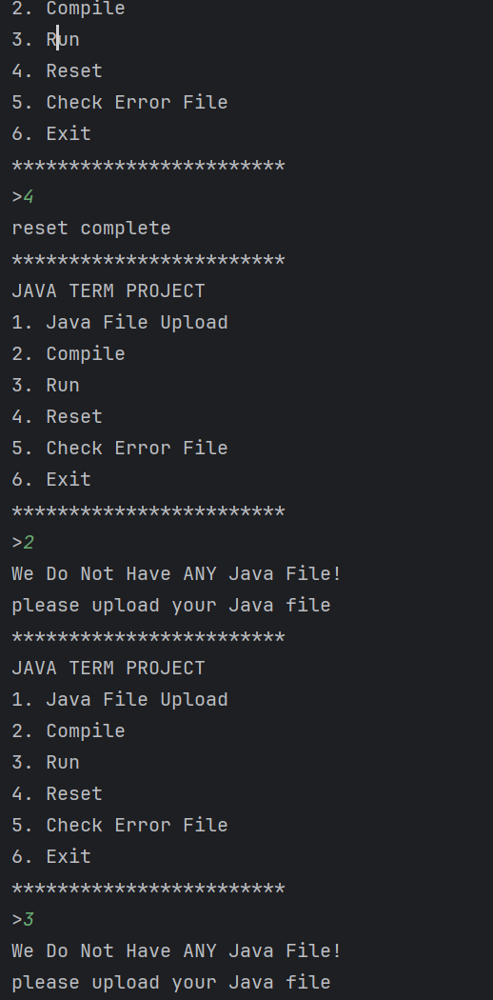 2. Compile
3. Run
4. Reset
5. Check Error File
6. Exit
************************
>4
reset complete
************************
JAVA TERM PROJECT
1. Java File Upload
2. Compile
3. Run
4. Reset
5. Check Error File
6. Exit
************************
>2
We Do Not Have ANY Java File!
please upload your Java file
************************
JAVA TERM PROJECT
1. Java File Upload
2. Compile
3. Run
4. Reset
5. Check Error File
6. Exit
************************
>3
We Do Not Have ANY Java File!
please upload your Java file